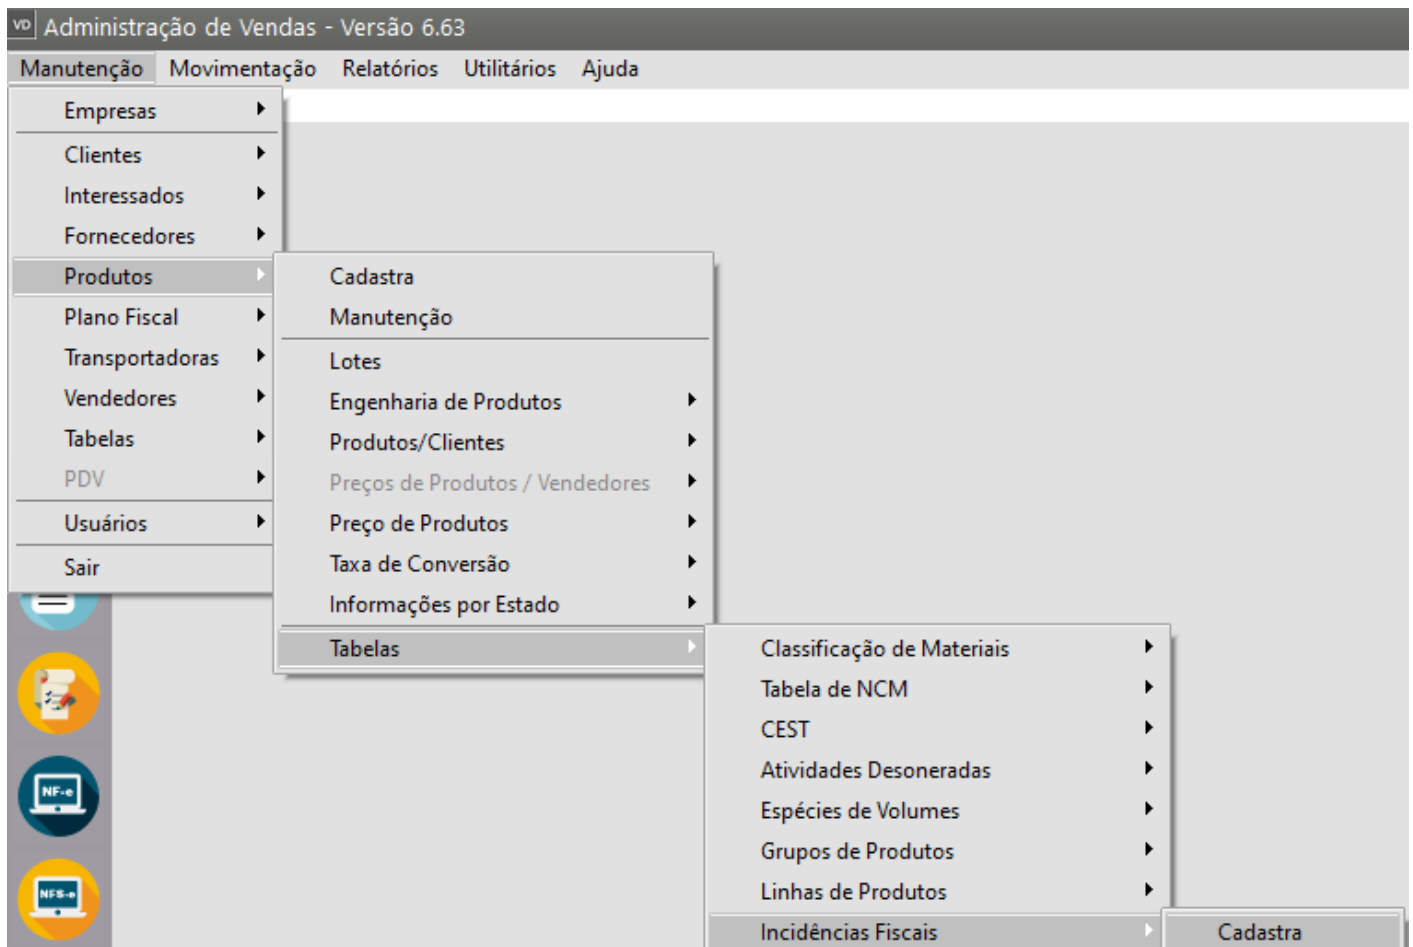 VD Administração de Vendas - Versão 6.63
Manutenção Movimentação Relatórios Utilitários Ajuda
Empresas
Clientes
Interessados
Fornecedores
Produtos
Plano Fiscal
Transportadoras
Vendedores
Tabelas
PDV
Usuários
Sair
Cadastra
Manutenção
Lotes
Engenharia de Produtos
Produtos/Clientes
Preços de Produtos / Vendedores
Preço de Produtos
Taxa de Conversão
Informações por Estado
Tabelas
Classificação de Materiais
Tabela de NCM
CEST
Atividades Desoneradas
Espécies de Volumes
Grupos de Produtos
Linhas de Produtos
Incidências Fiscais
Cadastra
NF-e
NFS-e